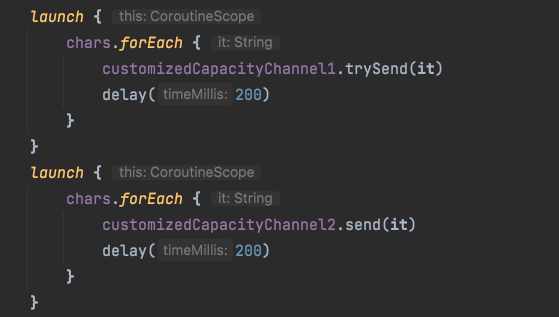 launch { this: CoroutineScope
chars.forEach { it: String
customizedCapacityChannel1.trySend(it)
delay( timeMillis: 200)
}
}
launch { this: CoroutineScope
chars.forEach { it: String
customizedCapacityChannel2.send(it)
delay( timeMillis: 200)
}
}